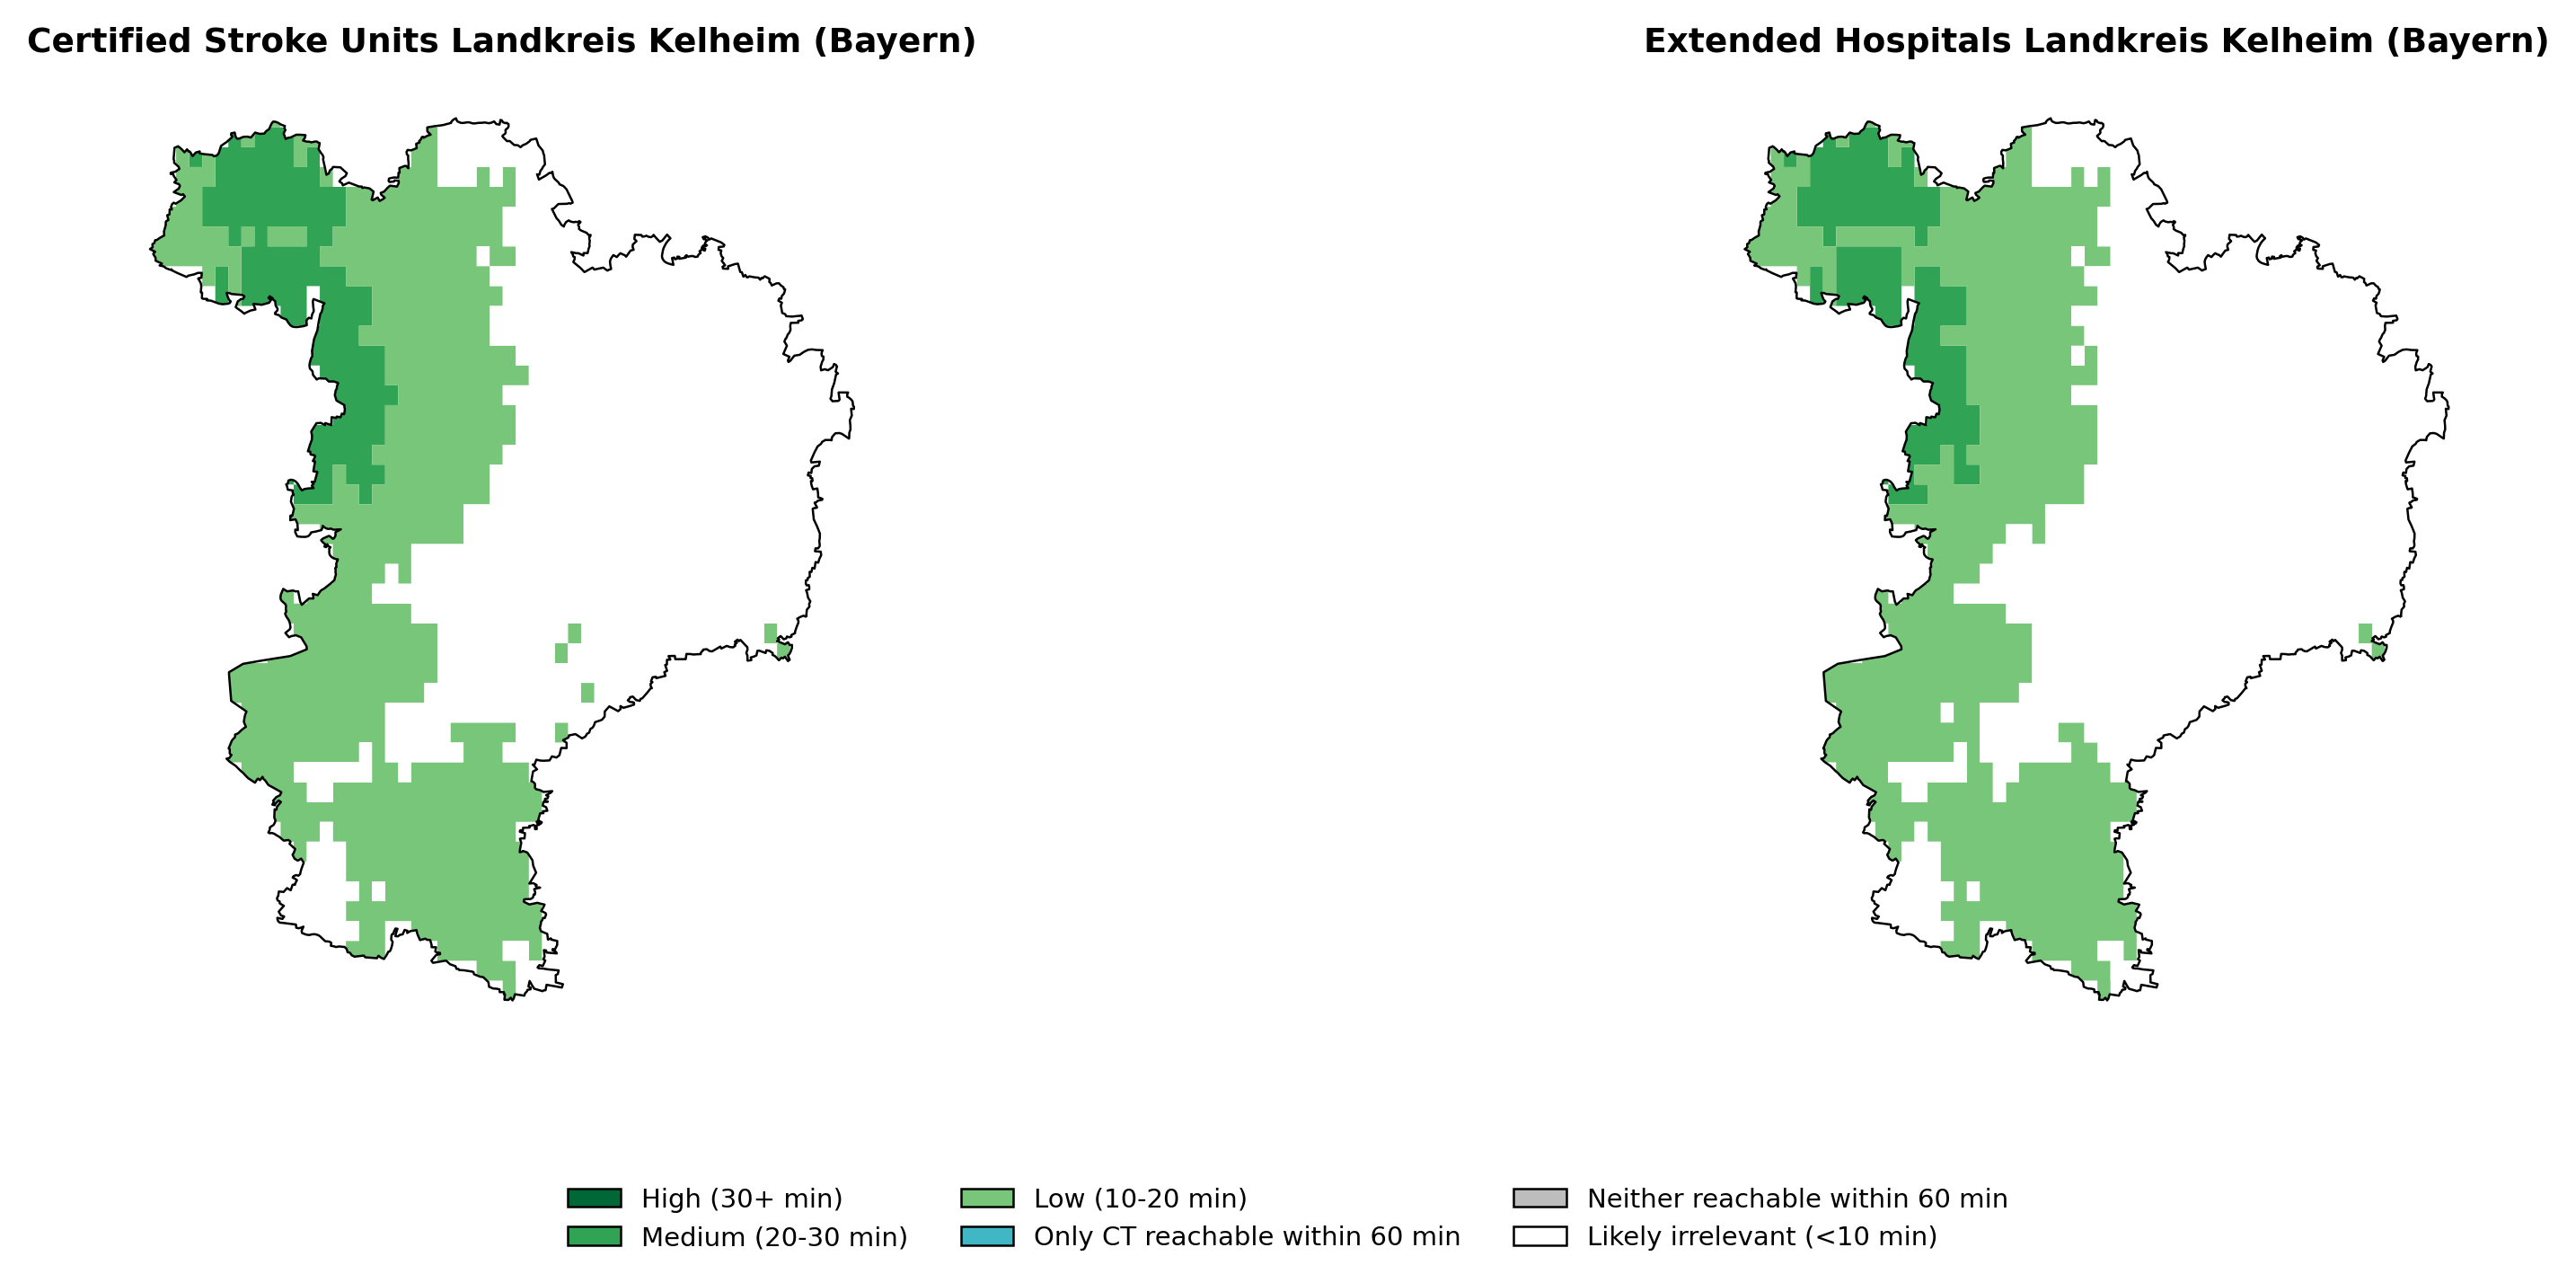 Certified Stroke Units Landkreis Kelheim (Bayern)
Extended Hospitals Landkreis Kelheim (Bayern)
High (30+ min)
Medium (20-30 min)
Low (10-20 min)
Only CT reachable within 60 min
Neither reachable within 60 min
Likely irrelevant (<10 min)